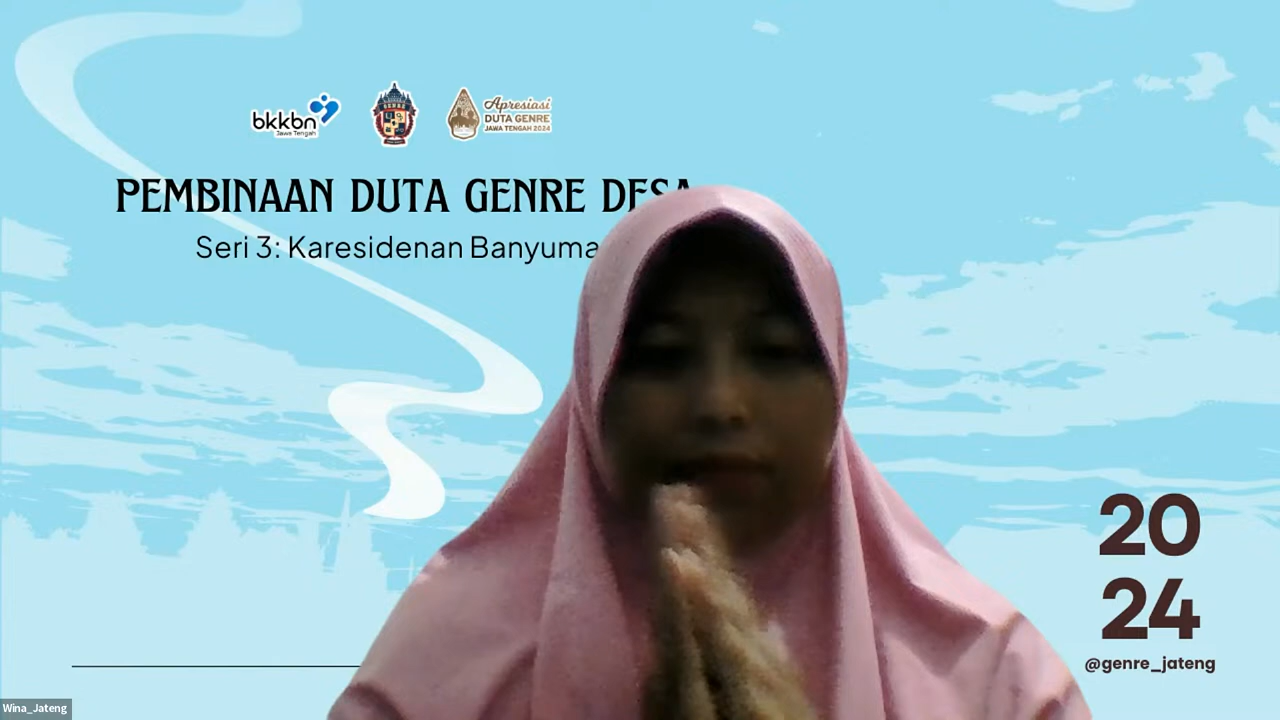 bkkbn
Jawa Tengah
GENRE
Apresiasi
DUTA GENRE
JAWA TENGAH 2024
PEMBINAAN DUTA GENRE DESA
Seri 3: Karesidenan Banyuma
20
24
@genre_jateng
Wina_Jateng